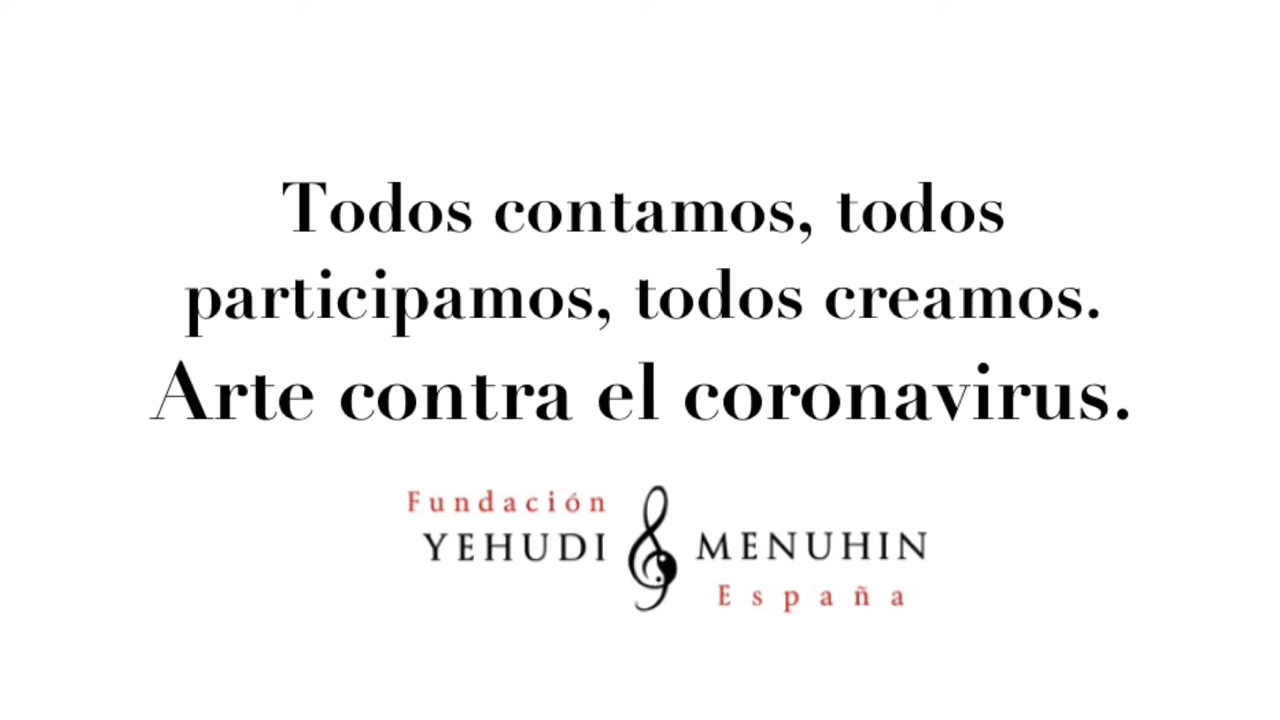 Todos contamos, todos
participamos, todos creamos.
Arte contra el coronavirus.
Fundación
YEHUDI MENUHIN
España